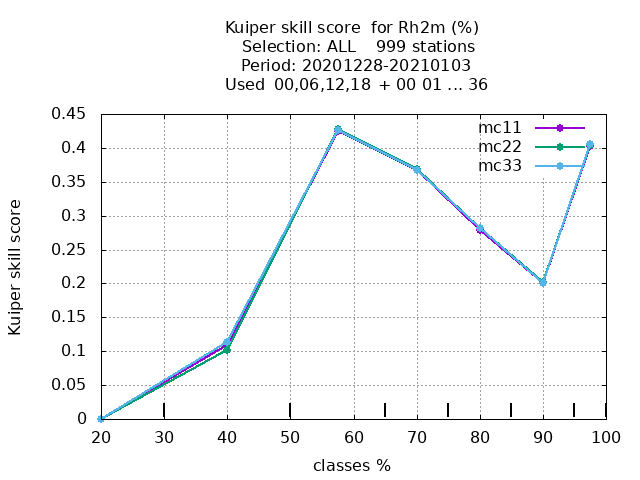 Kuiper skill score  for Rh2m (%)
Selection: ALL    999 stations
Period: 20201228-20210103
Used  00,06,12,18  + 00 01 ... 36
mc11
mc22
mc33
0.45
0.4
0.35
0.3
0.25
0.2
0.15
0.1
0.05
0
Kuiper skill score
20 30 40 50 60 70 80 90 100
classes %